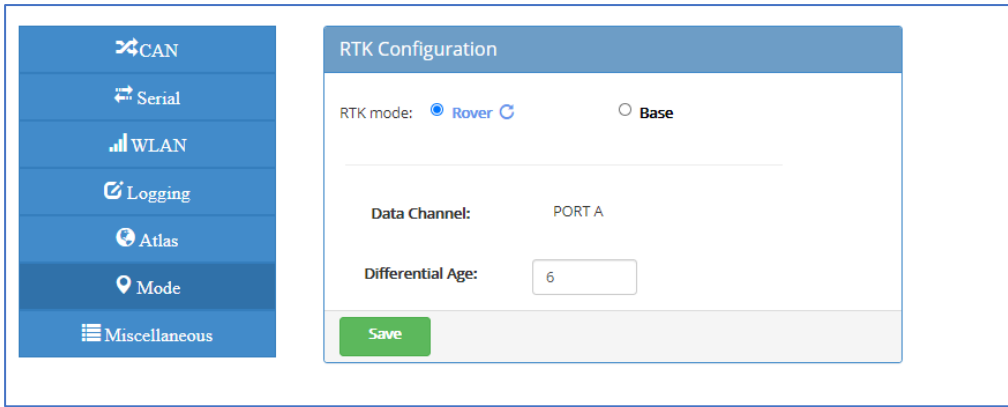 CAN
Serial
WLAN
Logging
Atlas
Mode
Miscellaneous
RTK Configuration
RTK mode: Rover Base
Data Channel: PORT A
Differential Age: 6
Save